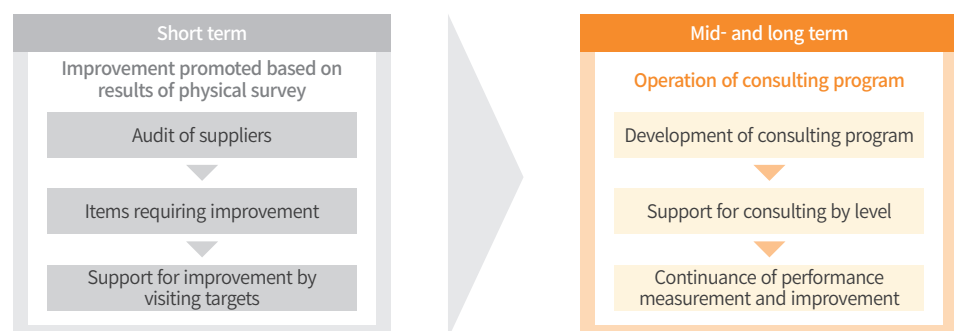 Short term
Improvement promoted based on
results of physical survey
Audit of suppliers
Items requiring improvement
Support for improvement by
visiting targets
Mid- and long term
Operation of consulting program
Development of consulting program
Support for consulting by level
Continuance of performance
measurement and improvement